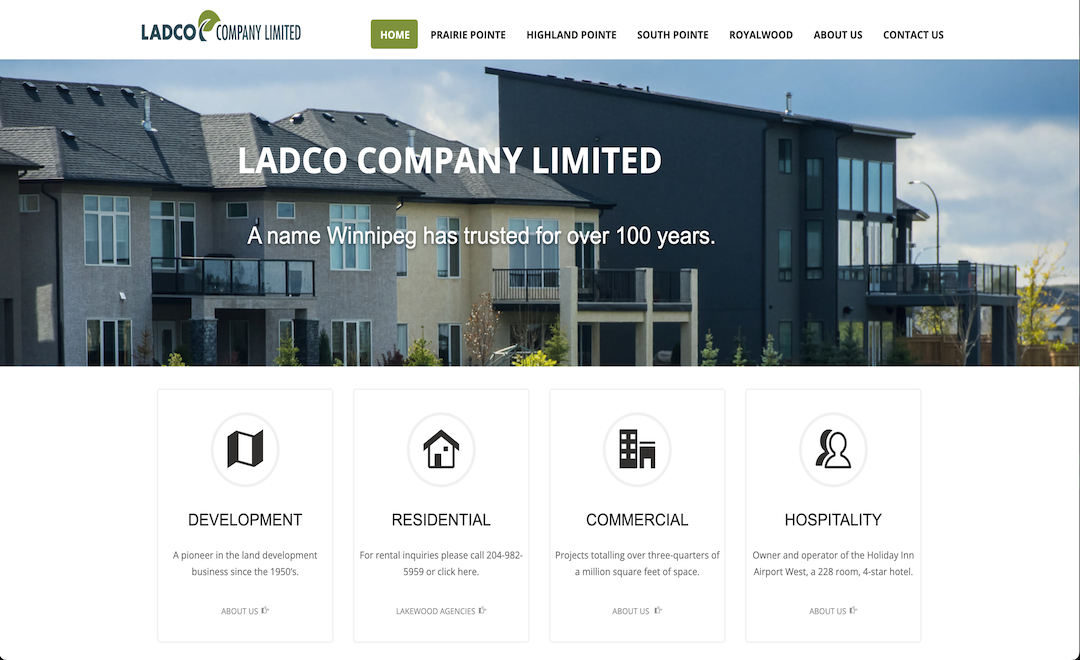 LADCO COMPANY LIMITED
HOME PRAIRIE POINTE HIGHLAND POINTE SOUTH POINTE ROYALWOOD ABOUT US CONTACT US
LADCO COMPANY LIMITED
A name Winnipeg has trusted for over 100 years.
DEVELOPMENT
A pioneer in the land development
business since the 1950's.
ABOUT US
RESIDENTIAL
For rental inquiries please call 204-982-
5959 or click here.
LAKEWOOD AGENCIES
COMMERCIAL
Projects totalling over three-quarters of
a million square feet of space.
ABOUT US
HOSPITALITY
Owner and operator of the Holiday Inn
Airport West, a 228 room, 4-star hotel.
ABOUT US